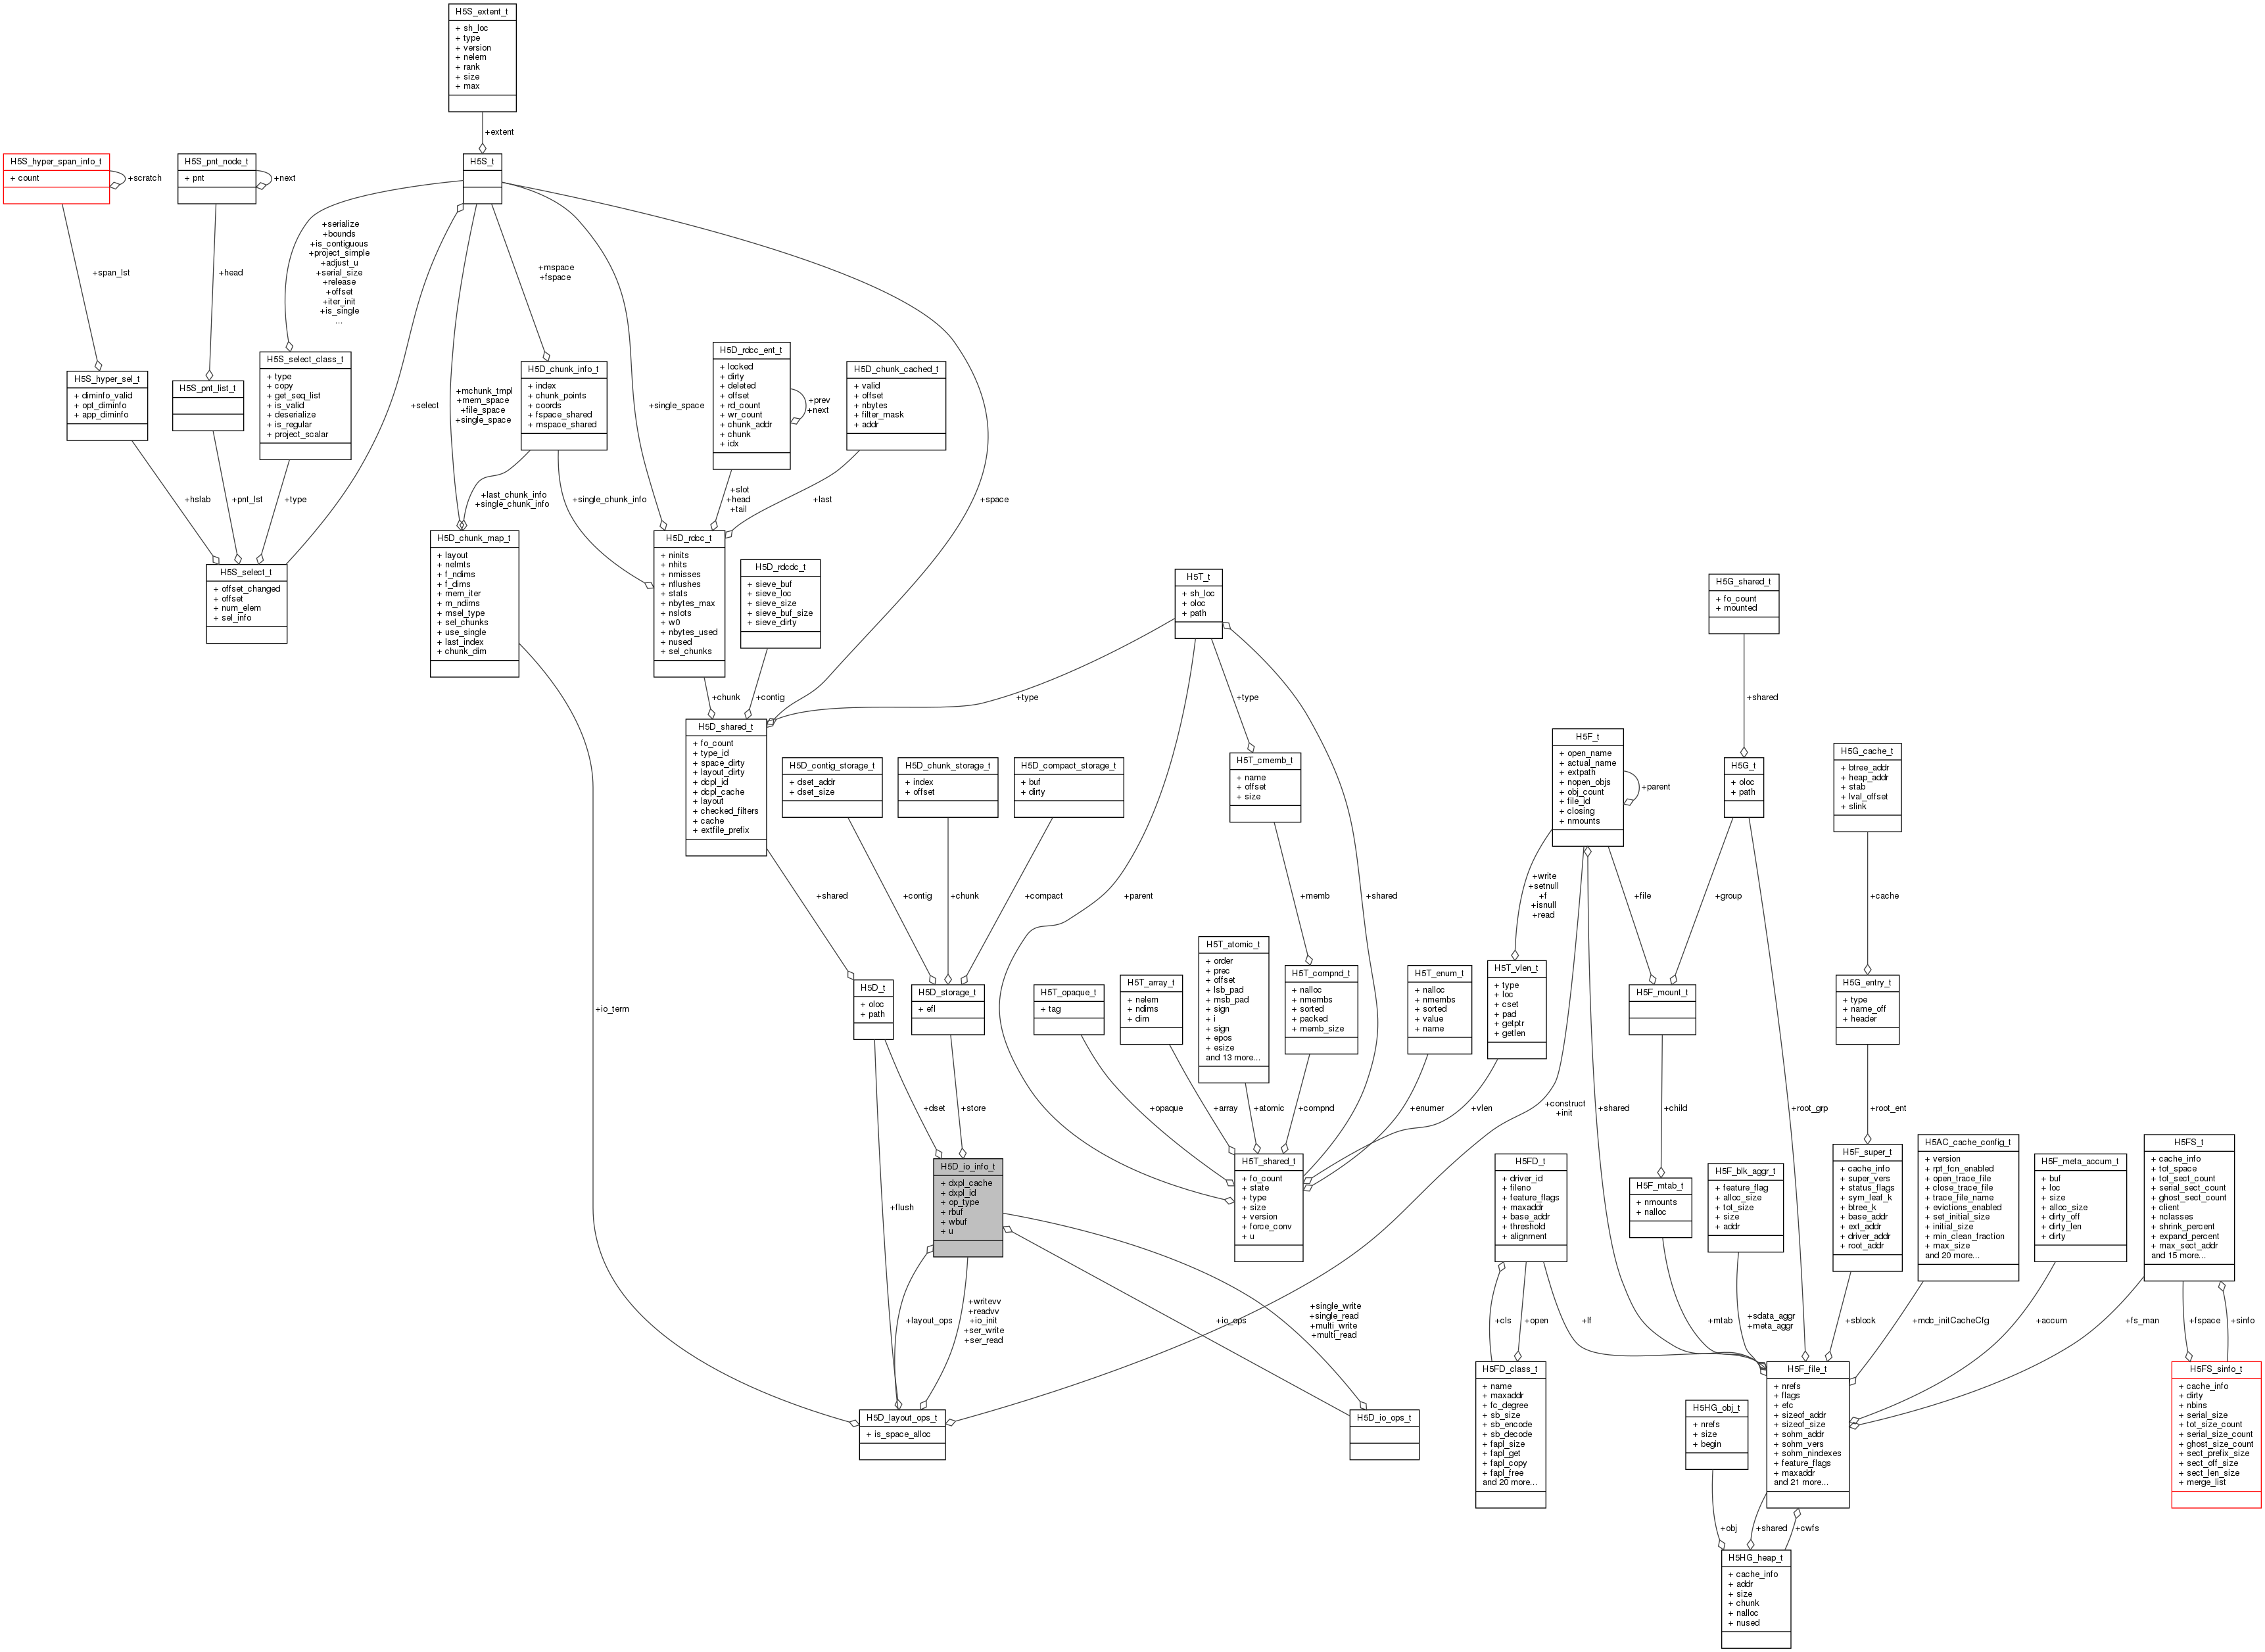 H5S_extent_t
+ sh_loc
+ type
+ version
+ nelem
+ rank
+ size
+ max
+extent
H5S_hyper_span_info_t
+ count
+scratch
H5S_pnt_node_t
+ pnt
+next
H5S_t
+serialize
+bounds
+is_contiguous
+project_simple
+adjust_u
+serial_size
+release
+offset
+iter_init
+is_single
...
+span_lst
+head
+mspace
+fspace
H5S_hyper_sel_t
+ diminfo_valid
+ opt_diminfo
+ app_diminfo
H5S_pnt_list_t
H5S_select_class_t
+ type
+ copy
+ get_seq_list
+ is_valid
+ deserialize
+ is_regular
+ project_scalar
+select
+mchunk_tmpl
+mem_space
+file_space
+single_space
H5D_chunk_info_t
+ index
+ chunk_points
+ coords
+ fspace_shared
+ mspace_shared
+single_space
H5D_rdcc_ent_t
+ locked
+ dirty
+ deleted
+ offset
+ rd_count
+ wr_count
+ chunk_addr
+ chunk
+ idx
+prev
+next
H5D_chunk_cached_t
+ valid
+ offset
+ nbytes
+ filter_mask
+ addr
+hslab
+pnt_lst
+type
+last_chunk_info
+single_chunk_info
+single_chunk_info
+slot
+head
+tail
+last
+space
H5S_select_t
+ offset_changed
+ offset
+ num_elem
+ sel_info
H5D_chunk_map_t
+ layout
+ nelmts
+ f_ndims
+ f_dims
+ mem_iter
+ m_ndims
+ msel_type
+ sel_chunks
+ use_single
+ last_index
+ chunk_dim
H5D_rdcc_t
+ ninits
+ nhits
+ nmisses
+ nflushes
+ stats
+ nbytes_max
+ nslots
+ w0
+ nbytes_used
+ nused
+ sel_chunks
H5D_rdcdc_t
+ sieve_buf
+ sieve_loc
+ sieve_size
+ sieve_buf_size
+ sieve_dirty
H5T_t
+ sh_loc
+ oloc
+ path
H5G_shared_t
+ fo_count
+ mounted
+chunk
+contig
+type
+type
+shared
H5D_shared_t
+ fo_count
+ type_id
+ space_dirty
+ layout_dirty
+ dcpl_id
+ dcpl_cache
+ layout
+ checked_filters
+ cache
+ extfile_prefix
H5D_contig_storage_t
+ dset_addr
+ dset_size
H5D_chunk_storage_t
+ index
+ offset
H5D_compact_storage_t
+ buf
+ dirty
H5T_cmemb_t
+ name
+ offset
+ size
H5F_t
+ open_name
+ actual_name
+ extpath
+ nopen_objs
+ obj_count
+ file_id
+ closing
+ nmounts
+parent
H5G_t
+ oloc
+ path
H5G_cache_t
+ btree_addr
+ heap_addr
+ stab
+ lval_offset
+ slink
+shared
+contig
+chunk
+compact
+parent
+memb
+shared
+write
+setnull
+f
+isnull
+read
+file
+group
+cache
+io_term
H5D_t
+ oloc
+ path
H5D_storage_t
+ efl
H5T_opaque_t
+ tag
H5T_array_t
+ nelem
+ ndims
+ dim
H5T_atomic_t
+ order
+ prec
+ offset
+ lsb_pad
+ msb_pad
+ sign
+ i
+ sign
+ epos
+ esize
and 13 more...
H5T_compnd_t
+ nalloc
+ nmembs
+ sorted
+ packed
+ memb_size
H5T_enum_t
+ nalloc
+ nmembs
+ sorted
+ value
+ name
H5T_vlen_t
+ type
+ loc
+ cset
+ pad
+ getptr
+ getlen
H5F_mount_t
H5G_entry_t
+ type
+ name_off
+ header
+dset
+store
+opaque
+array
+atomic
+compnd
+enumer
+vlen
+construct
+init
+shared
+child
+root_grp
+root_ent
H5D_io_info_t
+ dxpl_cache
+ dxpl_id
+ op_type
+ rbuf
+ wbuf
+ u
H5T_shared_t
+ fo_count
+ state
+ type
+ size
+ version
+ force_conv
+ u
H5FD_t
+ driver_id
+ fileno
+ feature_flags
+ maxaddr
+ base_addr
+ threshold
+ alignment
H5F_mtab_t
+ nmounts
+ nalloc
H5F_blk_aggr_t
+ feature_flag
+ alloc_size
+ tot_size
+ size
+ addr
H5F_super_t
+ cache_info
+ super_vers
+ status_flags
+ sym_leaf_k
+ btree_k
+ base_addr
+ ext_addr
+ driver_addr
+ root_addr
H5AC_cache_config_t
+ version
+ rpt_fcn_enabled
+ open_trace_file
+ close_trace_file
+ trace_file_name
+ evictions_enabled
+ set_initial_size
+ initial_size
+ min_clean_fraction
+ max_size
and 20 more...
H5F_meta_accum_t
+ buf
+ loc
+ size
+ alloc_size
+ dirty_off
+ dirty_len
+ dirty
H5FS_t
+ cache_info
+ tot_space
+ tot_sect_count
+ serial_sect_count
+ ghost_sect_count
+ client
+ nclasses
+ shrink_percent
+ expand_percent
+ max_sect_addr
and 15 more...
+flush
+layout_ops
+writevv
+readvv
+io_init
+ser_write
+ser_read
+io_ops
+single_write
+single_read
+multi_write
+multi_read
+cls
+open
+lf
+mtab
+sdata_aggr
+meta_aggr
+sblock
+mdc_initCacheCfg
+accum
+fs_man
+fspace
+sinfo
H5D_layout_ops_t
+ is_space_alloc
H5D_io_ops_t
H5FD_class_t
+ name
+ maxaddr
+ fc_degree
+ sb_size
+ sb_encode
+ sb_decode
+ fapl_size
+ fapl_get
+ fapl_copy
+ fapl_free
and 20 more...
H5HG_obj_t
+ nrefs
+ size
+ begin
H5F_file_t
+ nrefs
+ flags
+ efc
+ sizeof_addr
+ sizeof_size
+ sohm_addr
+ sohm_vers
+ sohm_nindexes
+ feature_flags
+ maxaddr
and 21 more...
H5FS_sinfo_t
+ cache_info
+ dirty
+ nbins
+ serial_size
+ tot_size_count
+ serial_size_count
+ ghost_size_count
+ sect_prefix_size
+ sect_off_size
+ sect_len_size
+ merge_list
+obj
+shared
+cwfs
H5HG_heap_t
+ cache_info
+ addr
+ size
+ chunk
+ nalloc
+ nused